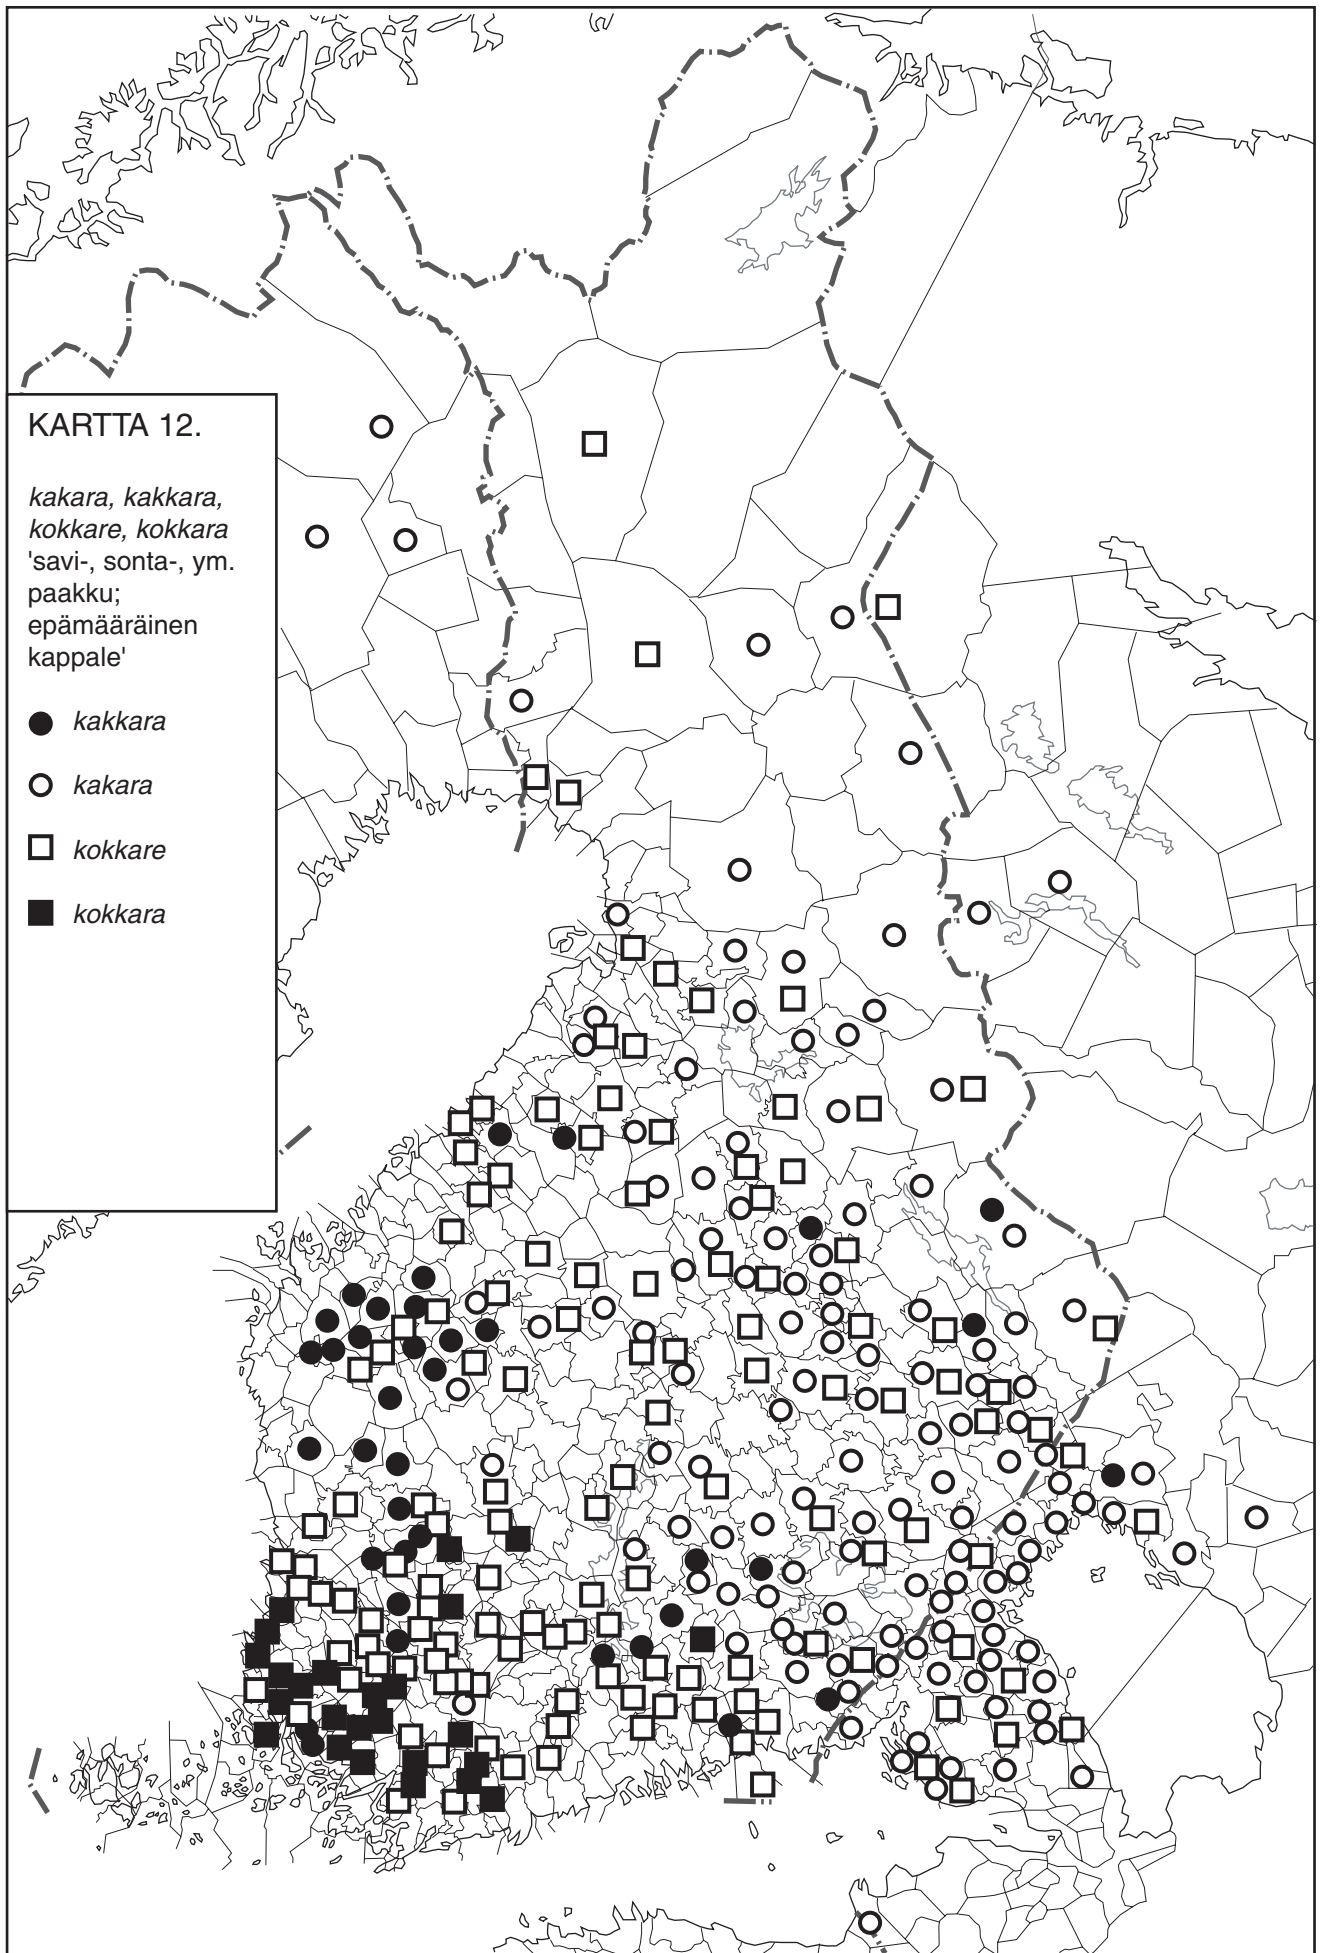 KARTTA 12.
kakara, kakkara,
kokkare, kokkara
'savi-, sonta-, ym.
paakku;
epämääräinen
kappale'
kakkara
kakara
kokkare
kokkara